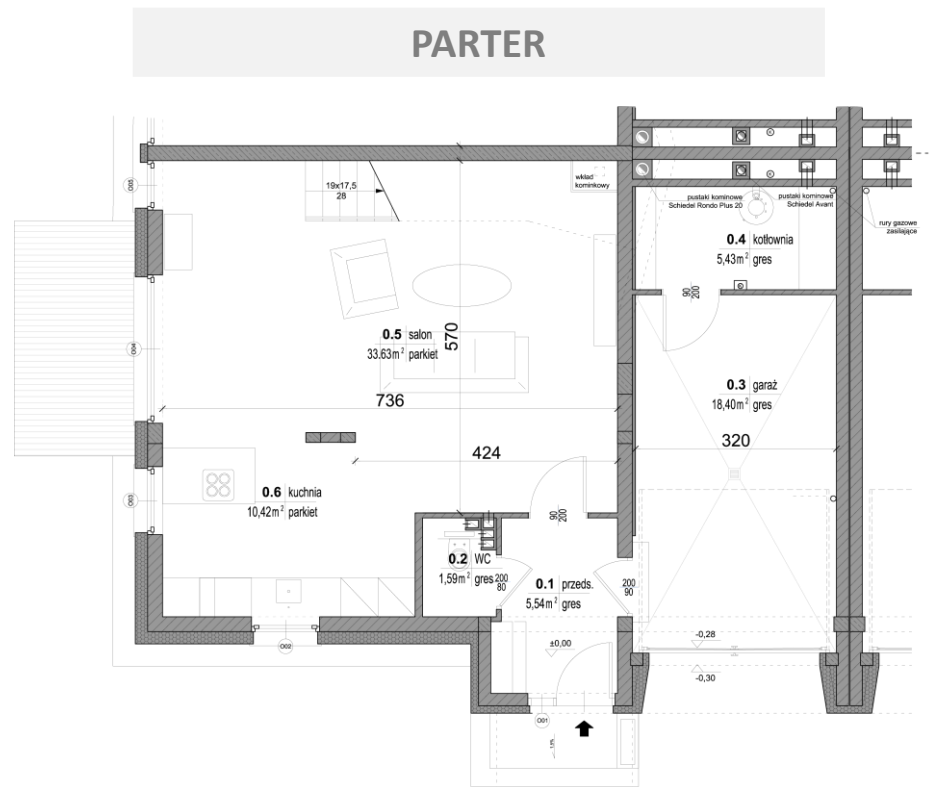 PARTER
19x17,5
28
wkład
kominkowy
pustaki kominowe
Schiedel Rondo Plus 20
pustaki kominowe
Schiedel Avant
rury gazowe
zasilające
0.4 kotłownia
5,43m² gres
90
200
0.5 salon
33.63m² parkiet
570
736
424
0.3 garaż
18,40m² gres
320
0.6 kuchnia
10,42m² parkiet
90
200
0.2 WC
1,59m² gres
200
80
0.1 przeds.
5,54m² gres
200
90
±0,00
-0,28
-0,30
O05
O04
O03
O02
O01